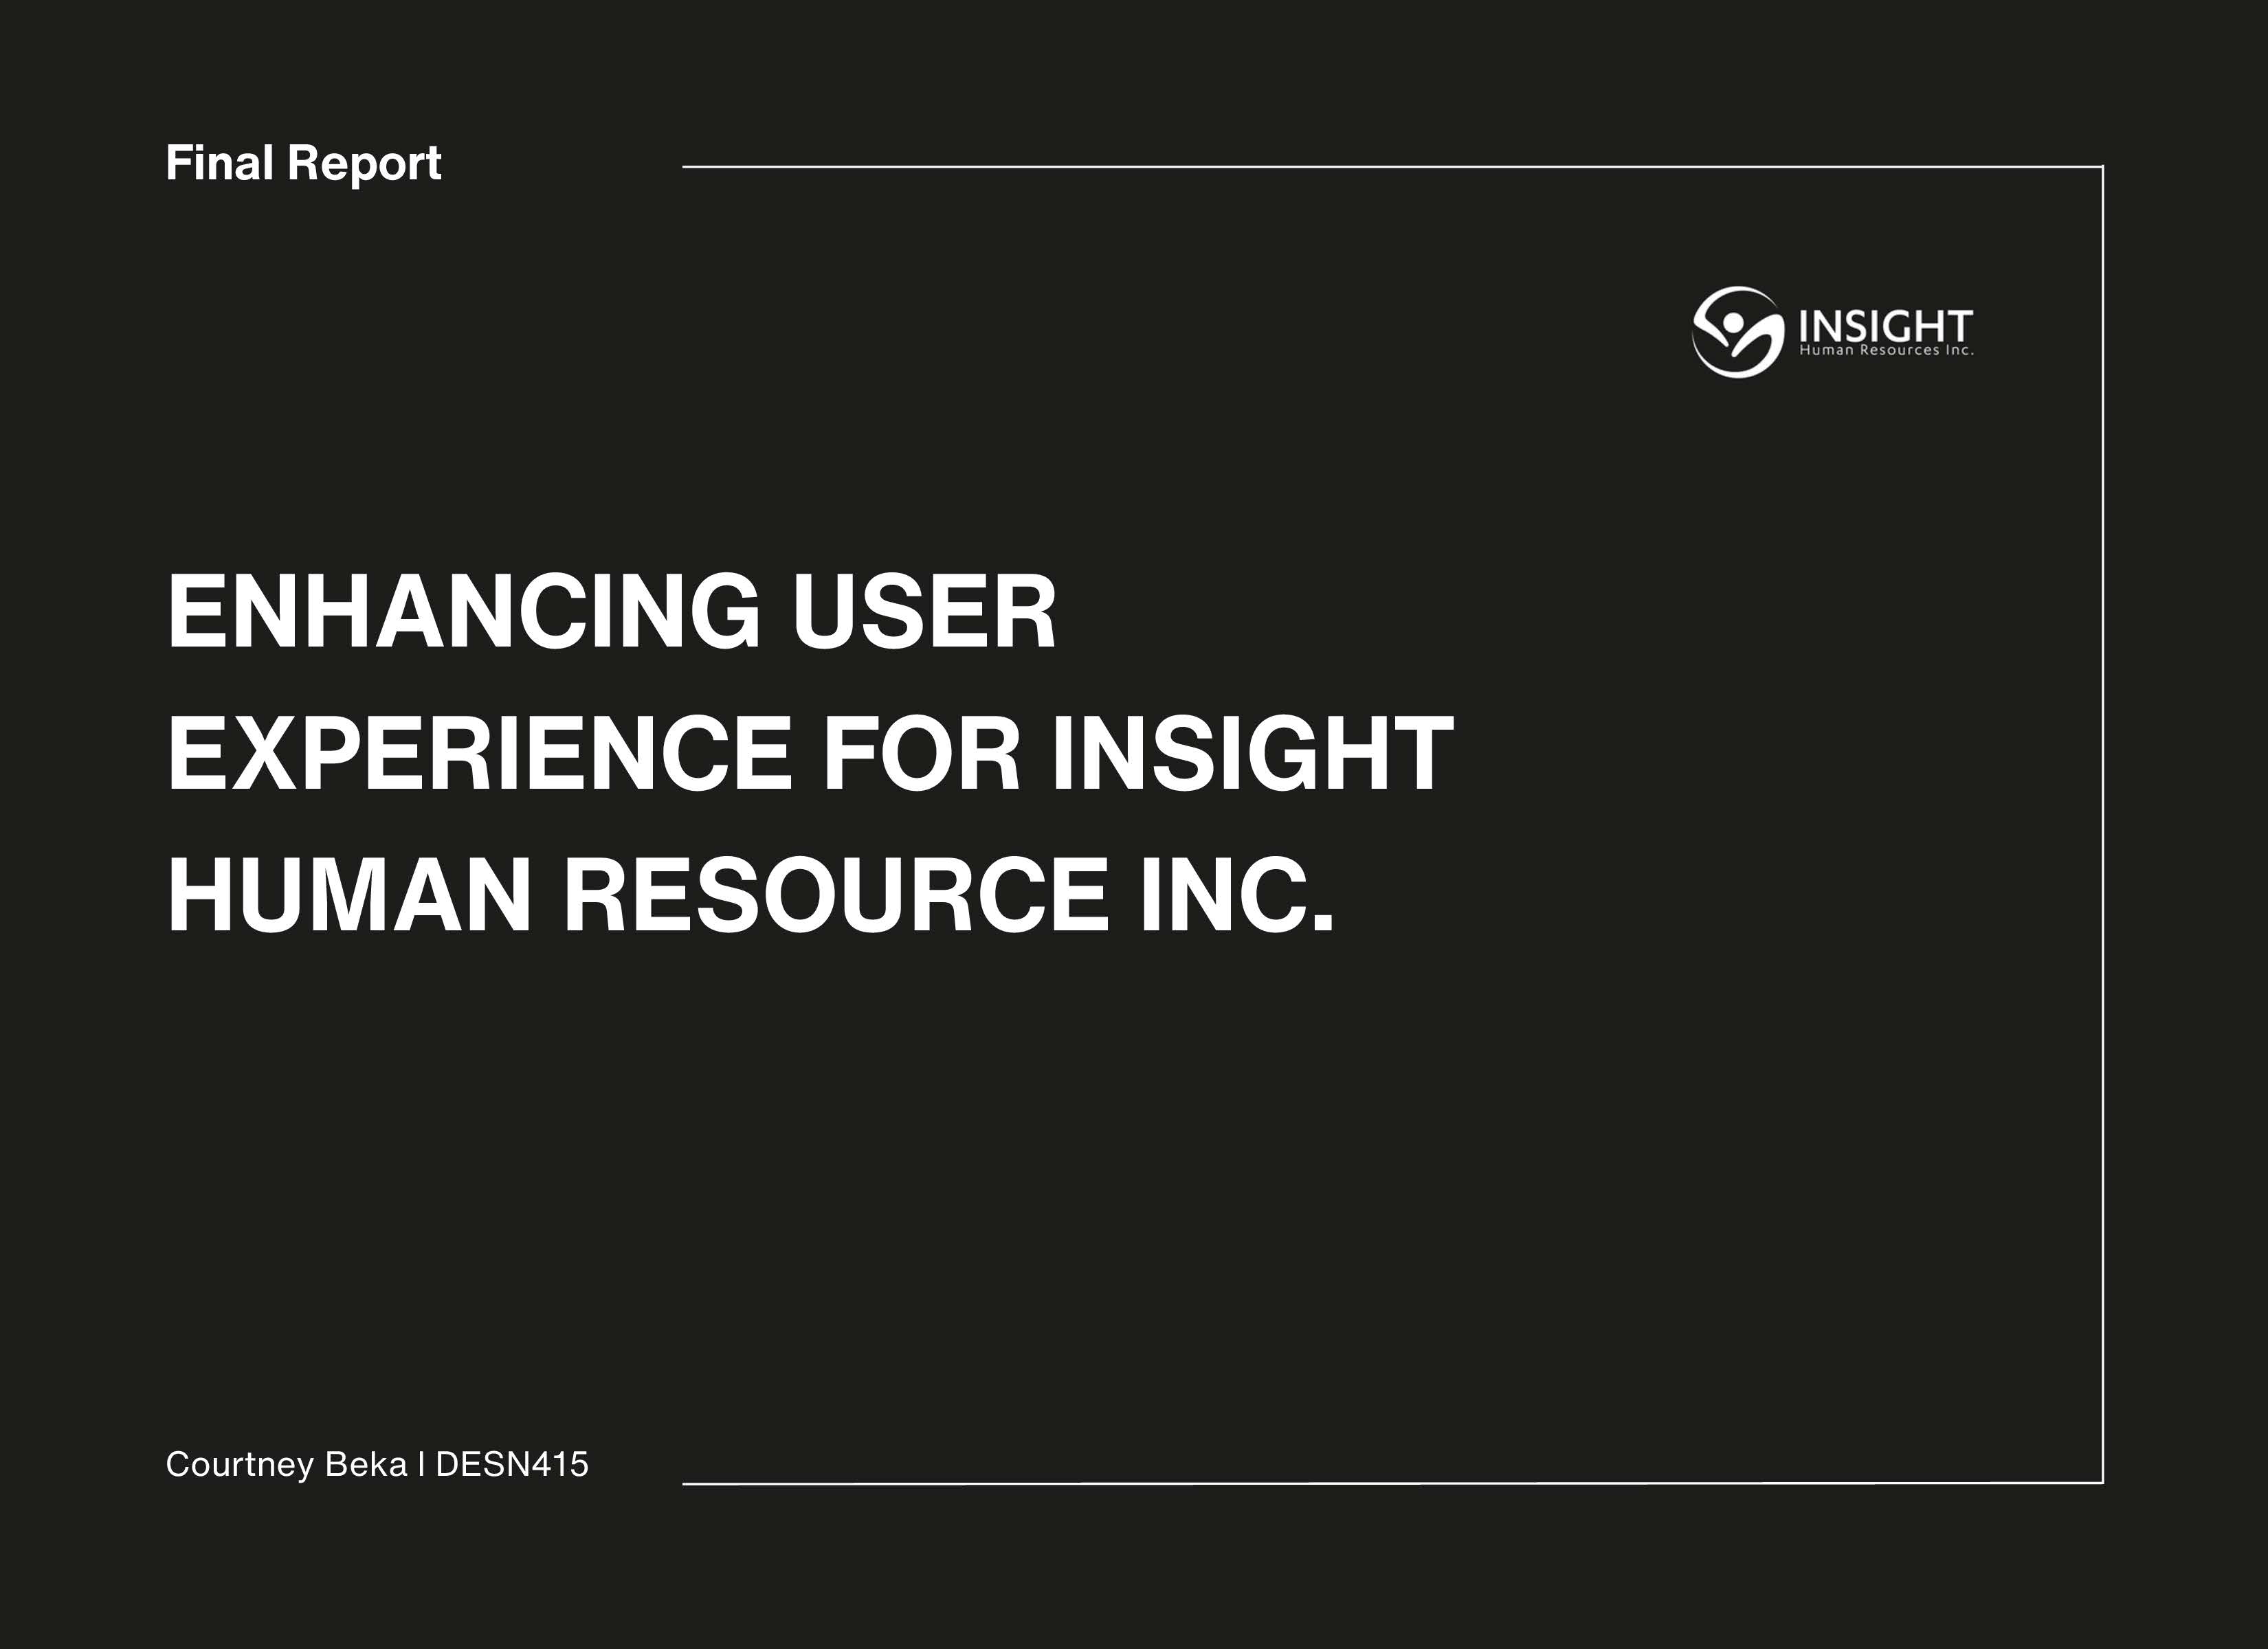 Final Report
INSIGHT
Human Resources Inc.
ENHANCING USER
EXPERIENCE FOR INSIGHT
HUMAN RESOURCE INC.
Courtney Beka | DESN415